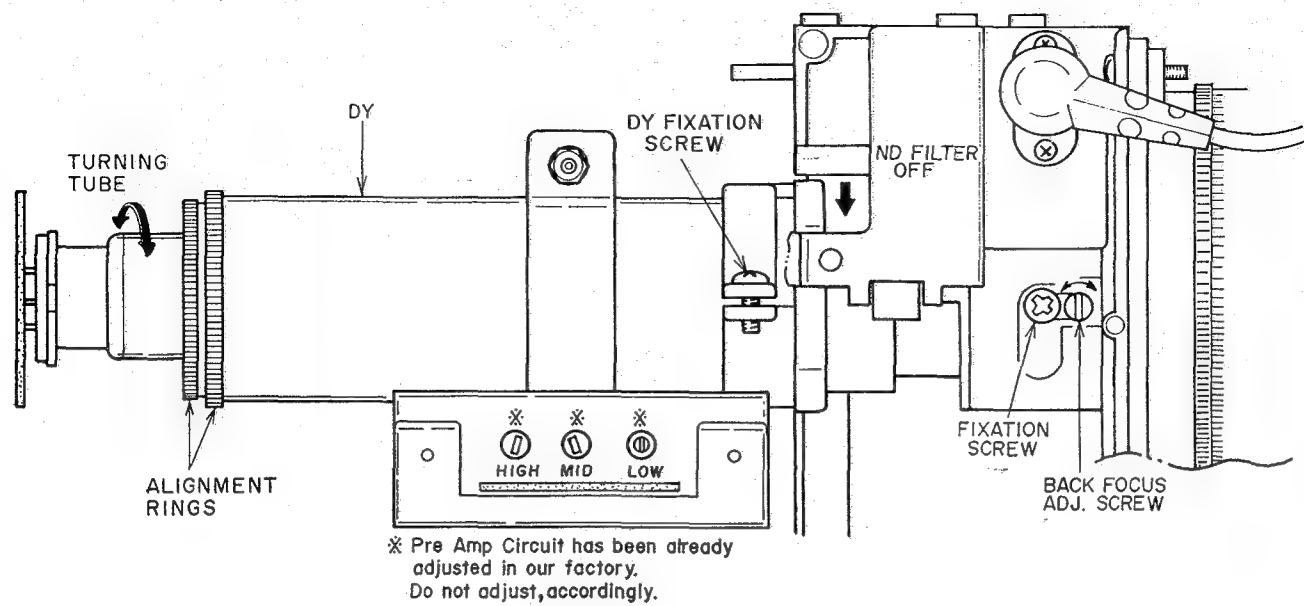 DY
DY FIXATION
SCREW
TURNING
TUBE
ND FILTER
OFF
※ ※ ※
HIGH MID LOW
FIXATION
SCREW
ALIGNMENT
RINGS
BACK FOCUS
ADJ. SCREW
※ Pre Amp Circuit has been already
adjusted in our factory.
Do not adjust, accordingly.